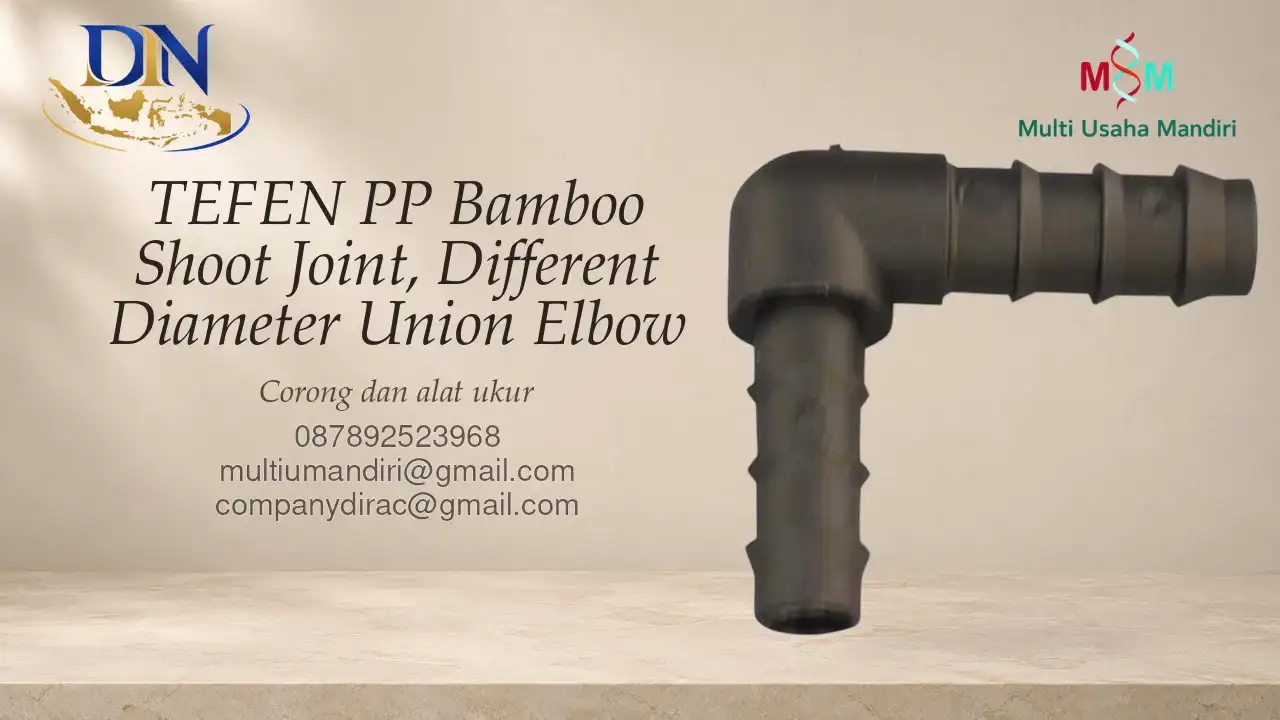 DN
M M
Multi Usaha Mandiri
TEFEN PP Bamboo
Shoot Joint, Different
Diameter Union Elbow
Corong dan alat ukur
087892523968
multiumandiri@gmail.com
companydirac@gmail.com